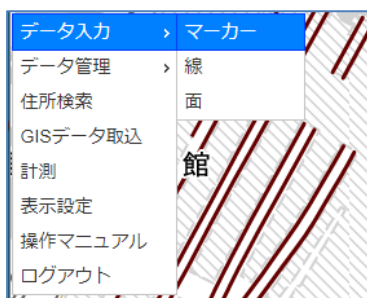 データ入力 › マーカー
データ管理 › 線
住所検索 面
GISデータ取込
計測
館
表示設定
操作マニュアル
ログアウト